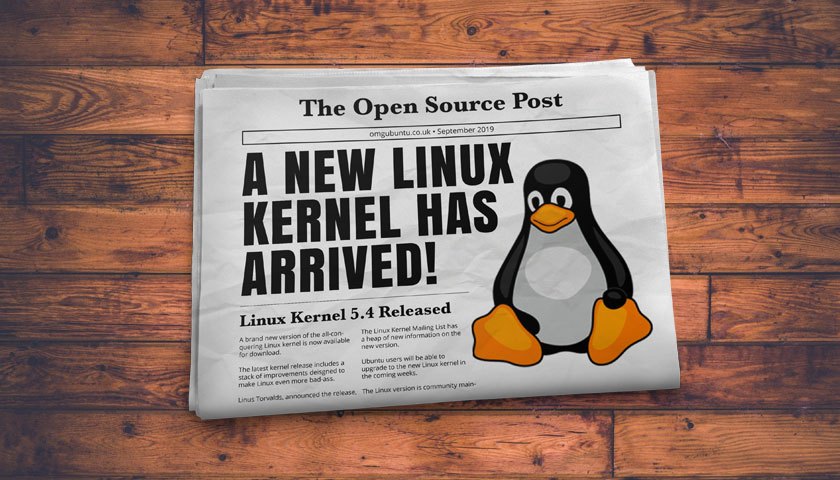 The Open Source Post
omgubuntu.co.uk • September 2019
A NEW LINUX
KERNEL HAS
ARRIVED!
Linux Kernel 5.4 Released
A brand new version of the all-con-
quering Linux kernel is now available
for download.
The latest kernel release includes a
stack of improvements deisgned to
make Linux even more bad ass.
Linus Torvalds, announced the release,
The Linux Kernel Mailing List has
a heap of new information on the
new version.
Ubuntu users will be able to
upgrade to the new Linux kernel in
the coming weeks.
The Linux version is community main-